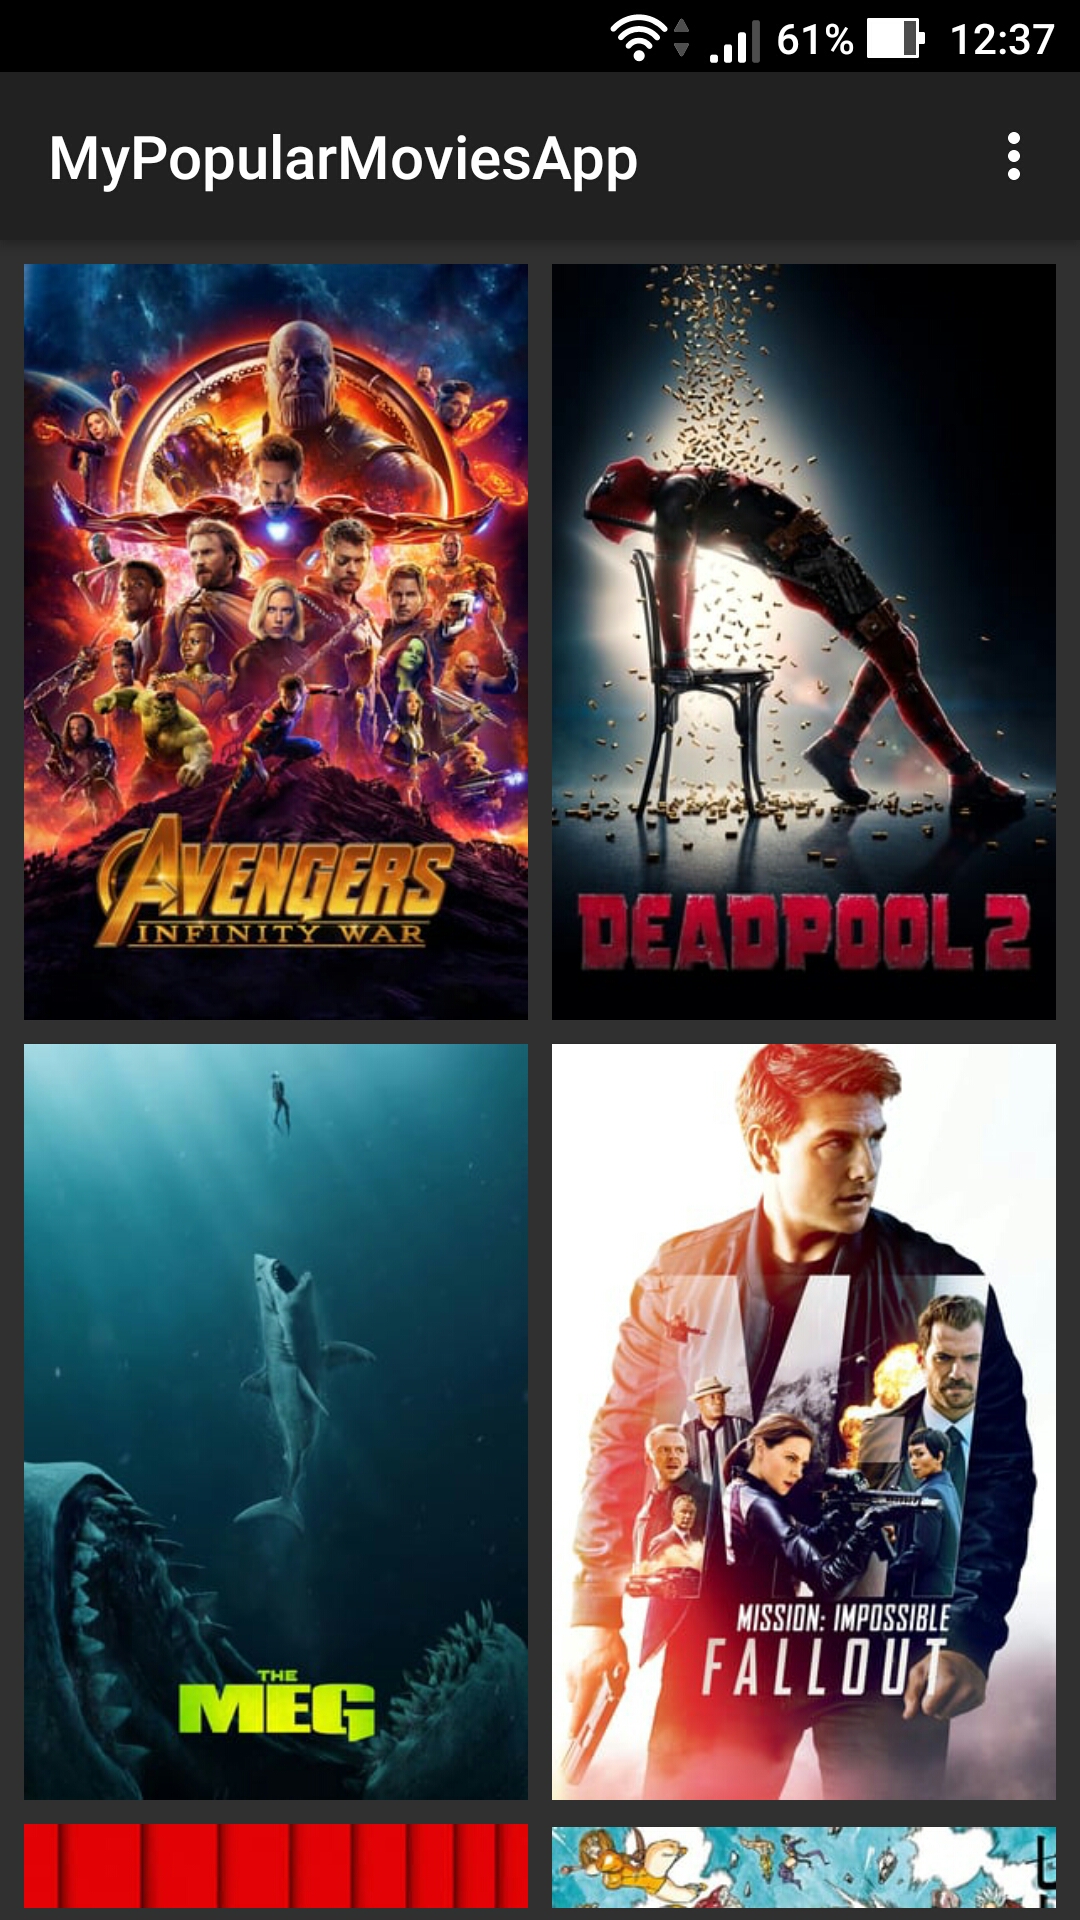 61% 12:37
MyPopularMoviesApp
AVENGERS
INFINITY WAR
DEADPOOL 2
THE
MEG
MISSION: IMPOSSIBLE
FALLOUT